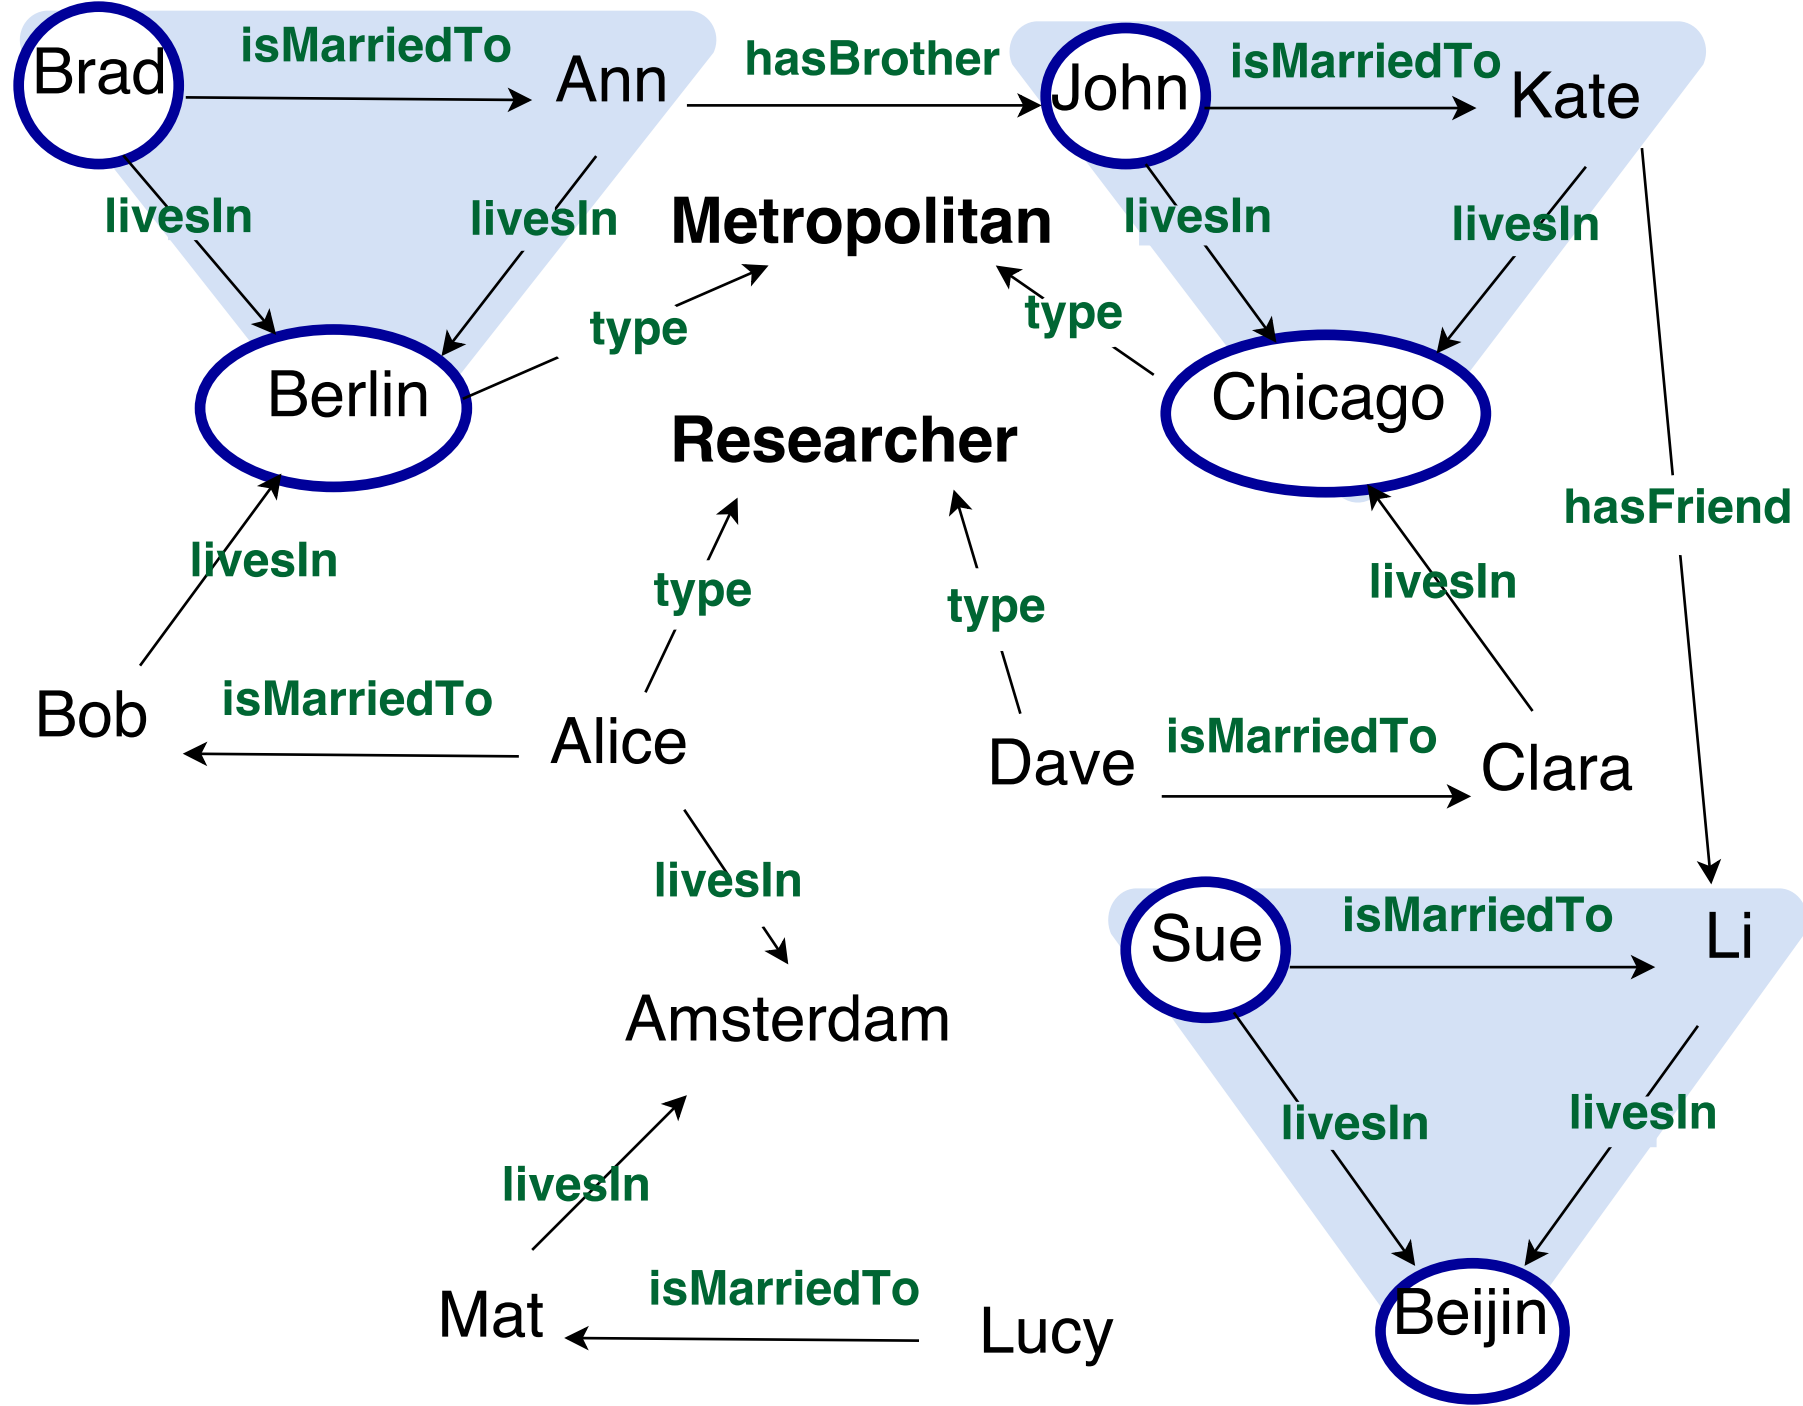 Brad
isMarriedTo
Ann
hasBrother
John
isMarriedTo
Kate
livesIn
livesIn
Metropolitan
livesIn
livesIn
type
type
Berlin
Chicago
Researcher
hasFriend
livesIn
type
type
livesIn
Bob
isMarriedTo
Alice
Dave
isMarriedTo
Clara
livesIn
Sue
isMarriedTo
Li
Amsterdam
livesIn
livesIn
livesIn
Mat
isMarriedTo
Lucy
Beijin